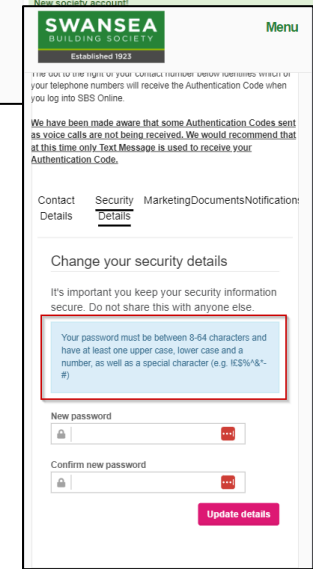 New society account!
SWANSEA
BUILDING SOCIETY
Established 1923
Menu
The dot to the right of your contact number below identifies which of
your telephone numbers will receive the Authentication Code when
you log into SBS Online.
We have been made aware that some Authentication Codes sent
as voice calls are not being received. We would recommend that
at this time only Text Message is used to receive your
Authentication Code.
Contact Details
Security Details
Marketing
Documents
Notifications
Change your security details
It's important you keep your security information
secure. Do not share this with anyone else.
Your password must be between 8-64 characters and
have at least one upper case, lower case and a
number, as well as a special character (e.g. !£$%^&*-
#)
New password
Confirm new password
Update details